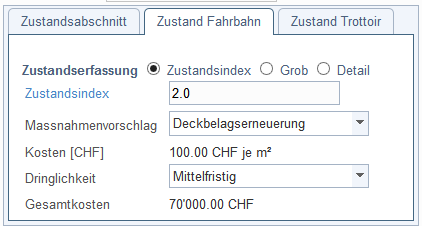 Zustandsabschnitt Zustand Fahrbahn Zustand Trottoir
Zustandserfassung Zustandsindex Grob Detail
Zustandsindex 2.0
Massnahmenvorschlag Deckbelagserneuerung
Kosten [CHF] 100.00 CHF je m²
Dringlichkeit Mittelfristig
Gesamtkosten 70'000.00 CHF